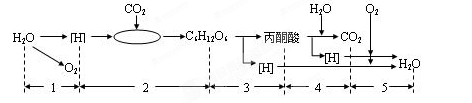 CO₂ H₂O O₂
H₂O [H] C₆H₁₂O₆ 丙酮酸 CO₂
O₂ [H] [H] H₂O
1 2 3 4 5